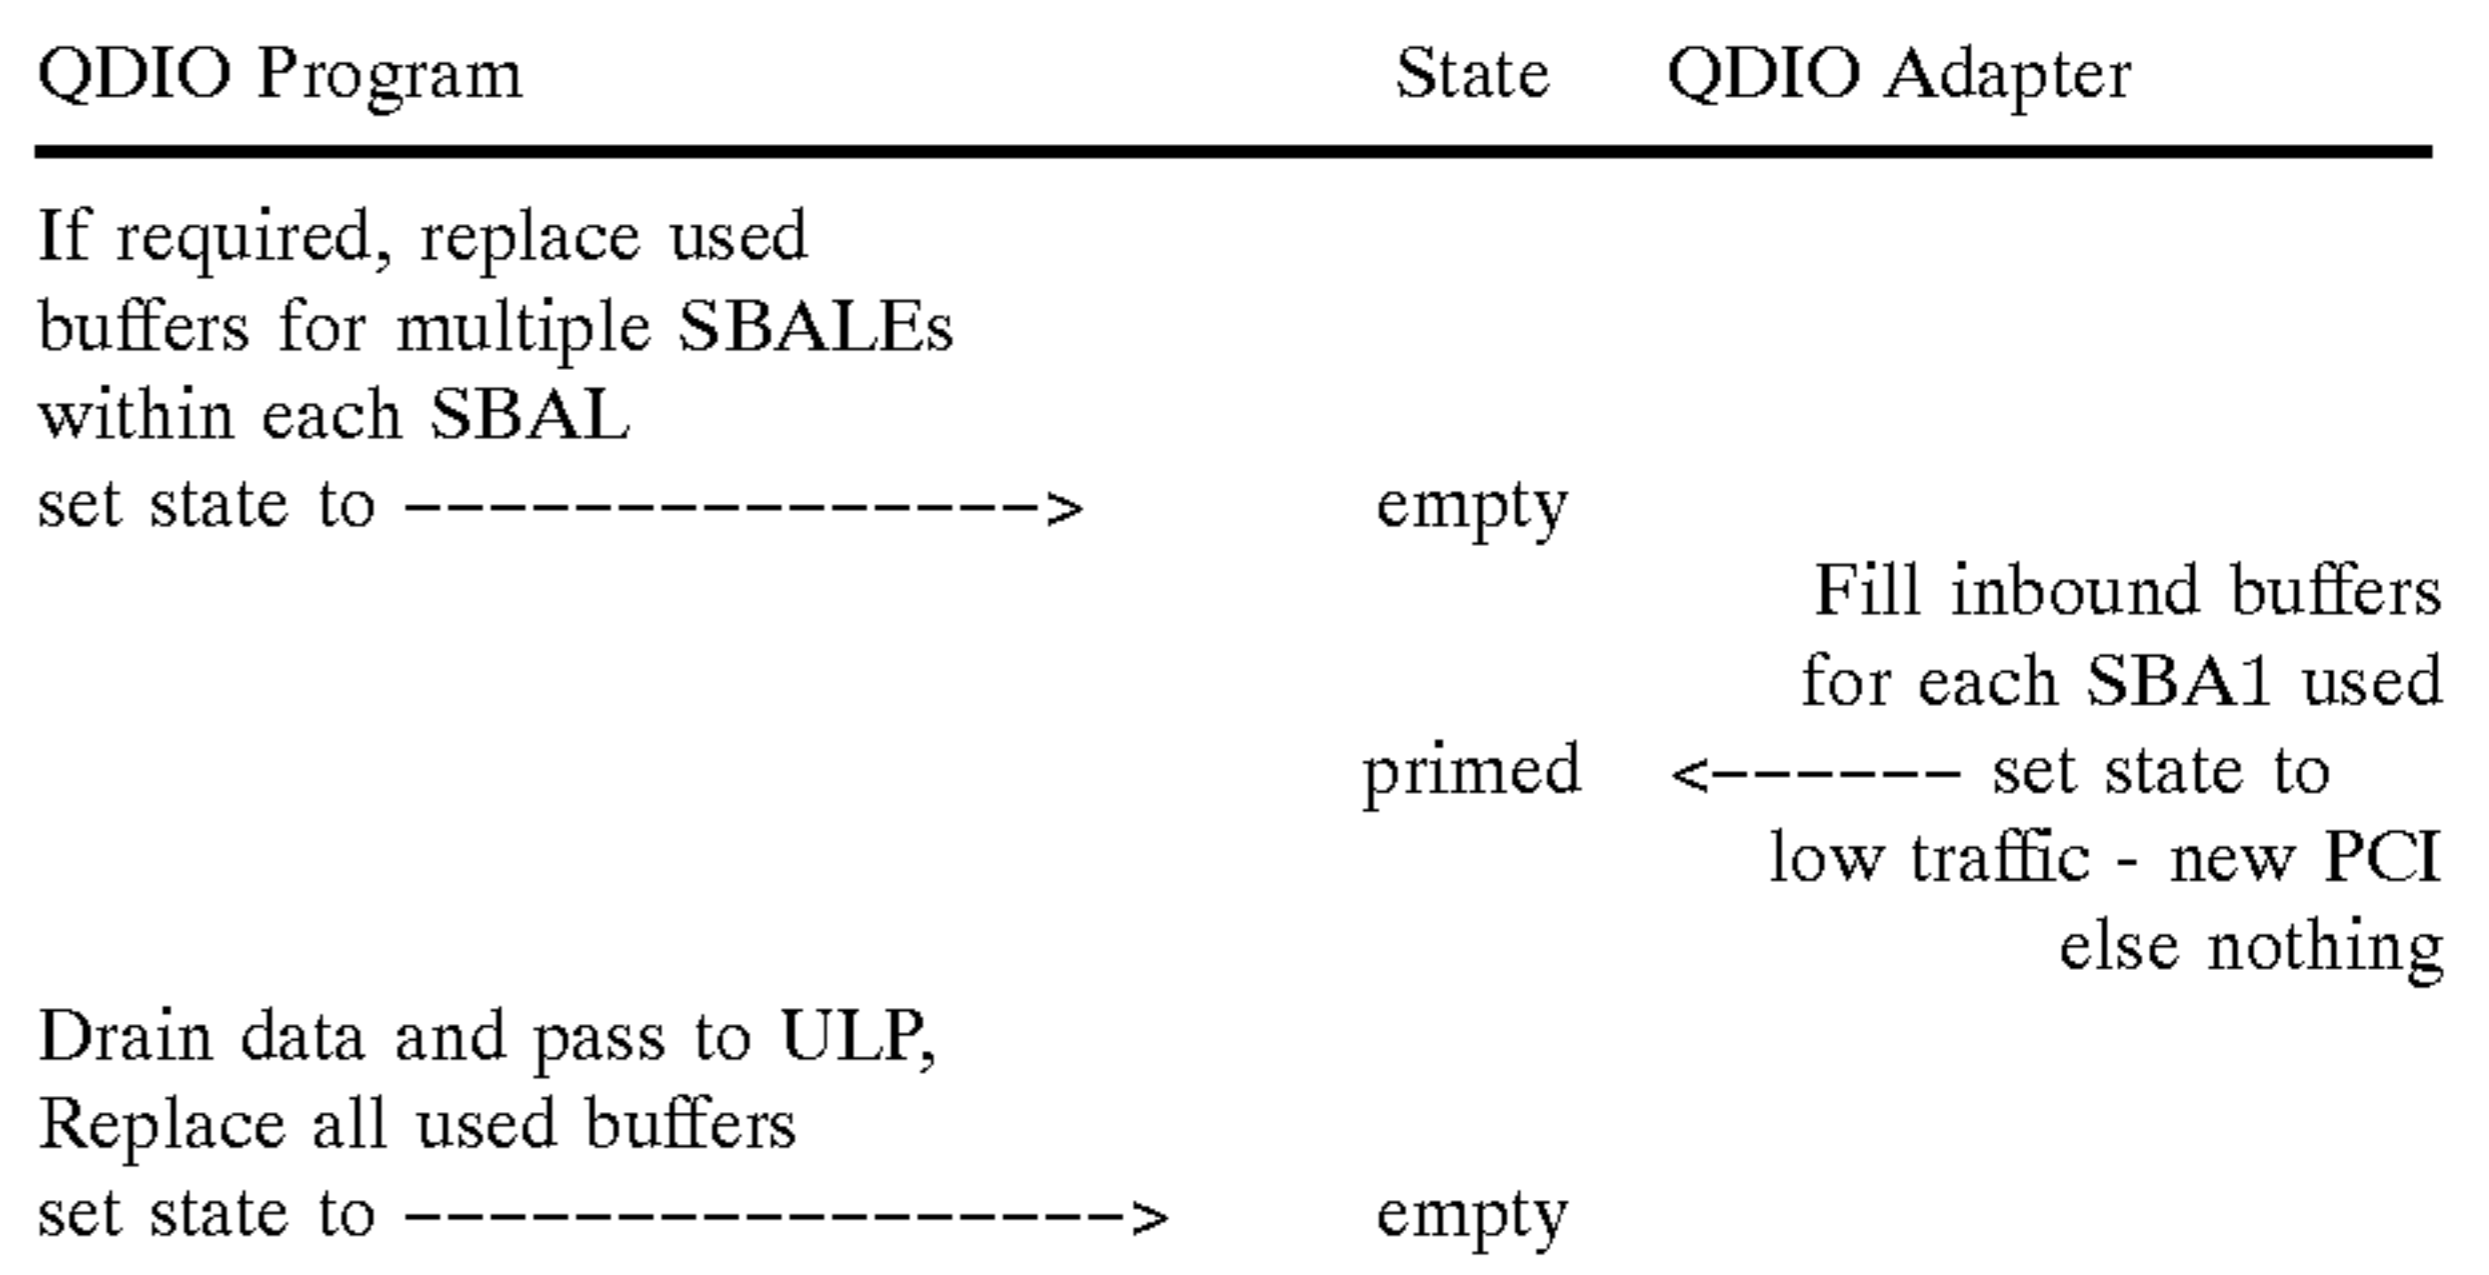 QDIO Program State QDIO Adapter
If required, replace used
buffers for multiple SBALEs
within each SBAL
set state to ---------------> empty
Fill inbound buffers
for each SBA1 used
primed <------ set state to
low traffic - new PCI
else nothing
Drain data and pass to ULP,
Replace all used buffers
set state to -----------------> empty